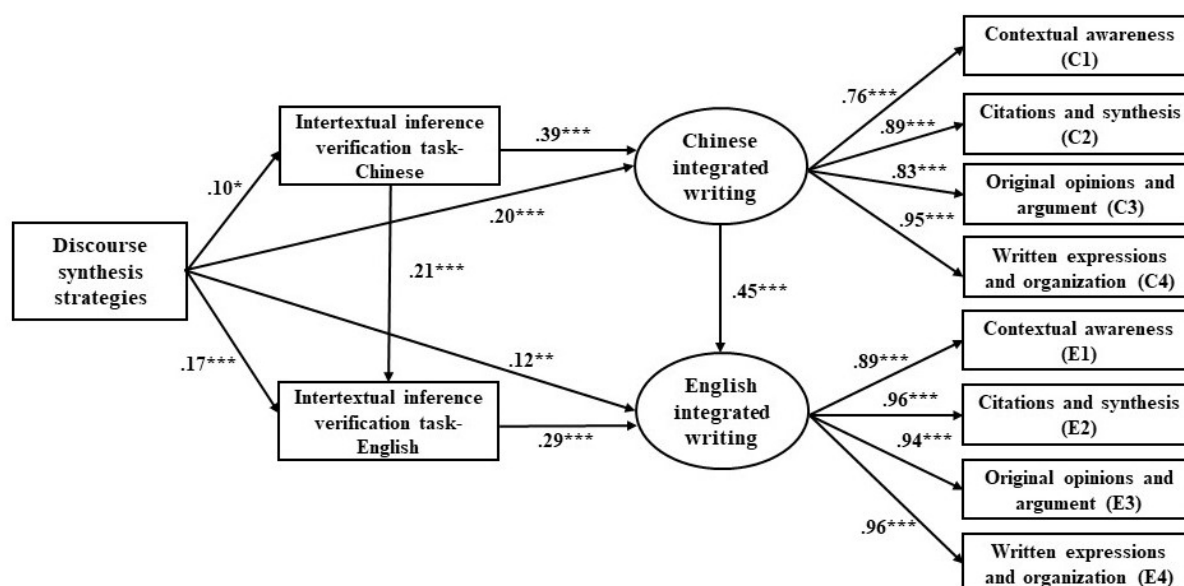 Discourse
synthesis
strategies
.10*
.17***
Intertextual inference
verification task-
Chinese
.21***
Intertextual inference
verification task-
English
.39***
.20***
.12**
.29***
Chinese
integrated
writing
.45***
English
integrated
writing
.76***
.89***
.83***
.95***
.89***
.96***
.94***
.96***
Contextual awareness
(C1)
Citations and synthesis
(C2)
Original opinions and
argument (C3)
Written expressions
and organization (C4)
Contextual awareness
(E1)
Citations and synthesis
(E2)
Original opinions and
argument (E3)
Written expressions
and organization (E4)